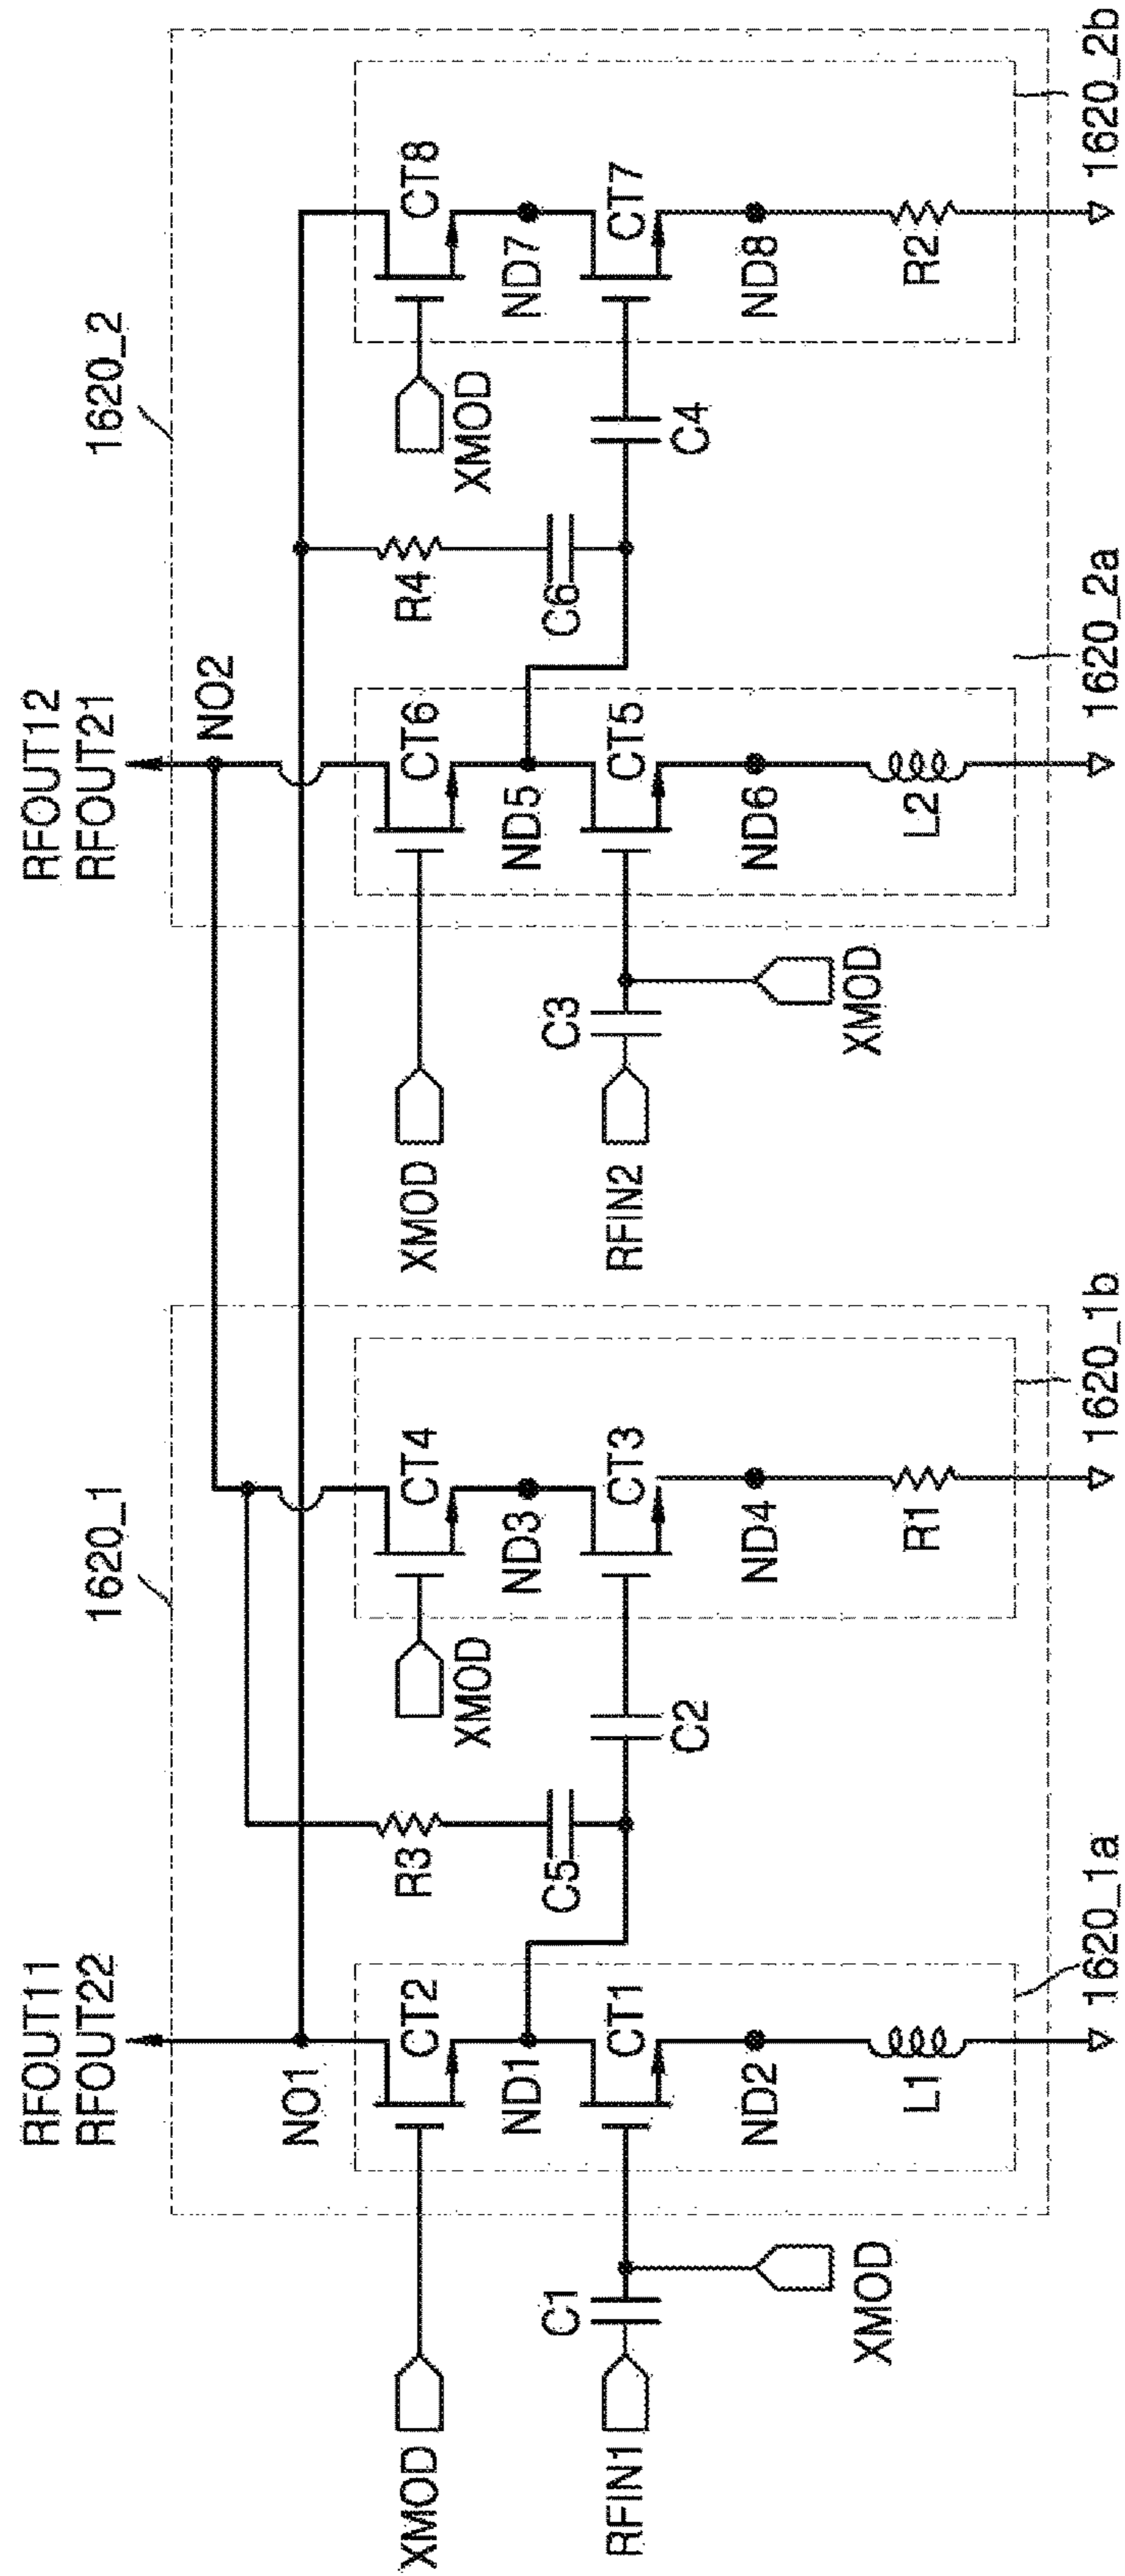 RFOUT11
RFOUT22
RFOUT12
RFOUT21
1620_1
1620_2
NO2
NO1
XMOD
CT2
R3
XMOD
CT4
XMOD
CT6
R4
XMOD
CT8
ND1
C5
ND3
ND5
C6
ND7
RFIN1
C1
CT1
C2
CT3
RFIN2
C3
CT5
C4
CT7
XMOD
ND2
ND4
XMOD
ND6
ND8
L1
R1
L2
R2
1620_1a
1620_1b
1620_2a
1620_2b